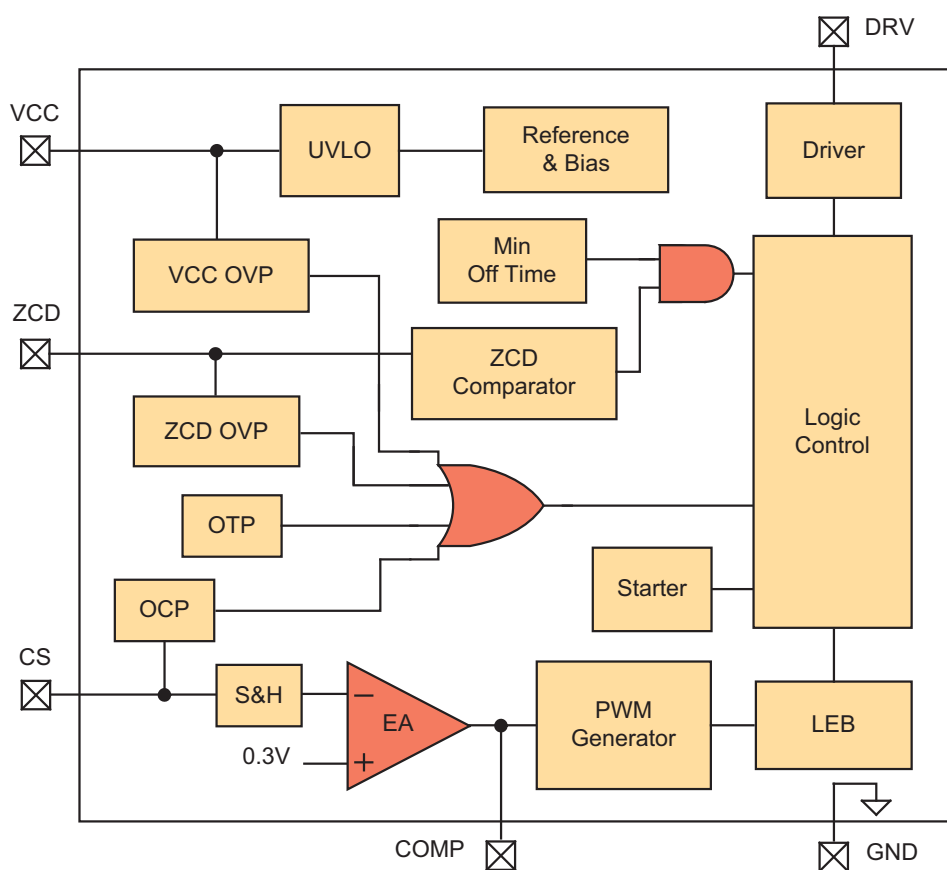 DRV
VCC
UVLO
Reference
& Bias
Driver
Min
Off Time
VCC OVP
ZCD
ZCD
Comparator
ZCD OVP
Logic
Control
OTP
Starter
OCP
CS
S&H
−
EA
+
0.3V
PWM
Generator
LEB
COMP
GND